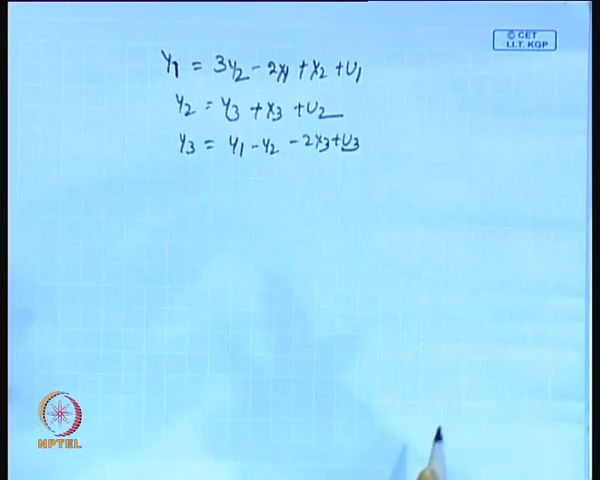 © CET
I.I.T. KGP
Y1 = 3Y2 - 2X1 + X2 + U1
Y2 = Y3 + X3 + U2
Y3 = Y1 - Y2 - 2X3 + U3
NPTEL